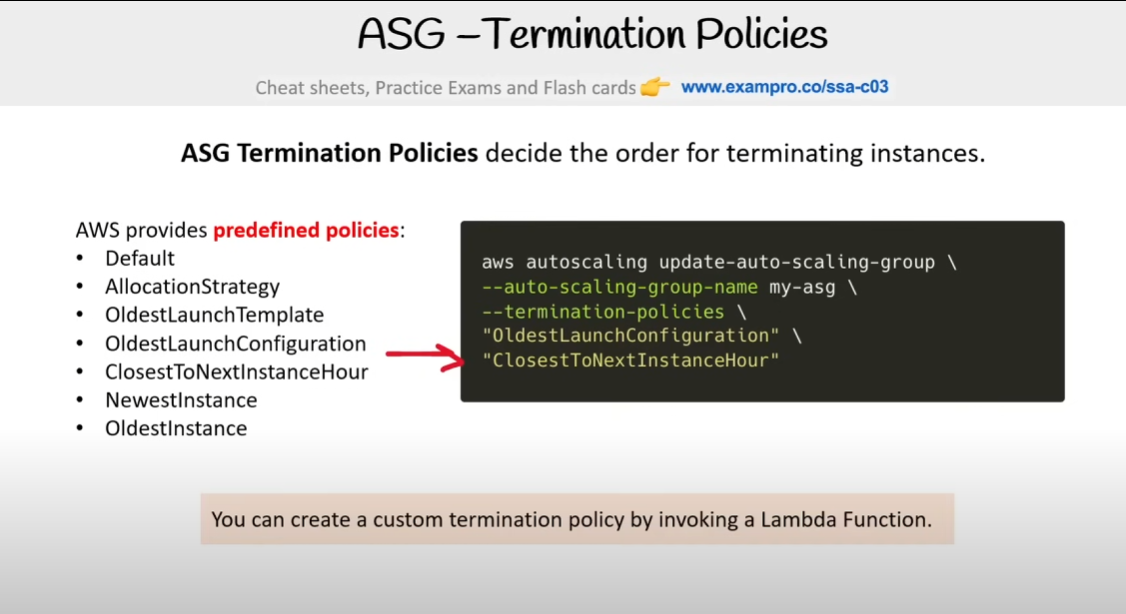 ASG –Termination Policies
Cheat sheets, Practice Exams and Flash cards 👉 www.exampro.co/ssa-c03
ASG Termination Policies decide the order for terminating instances.
AWS provides predefined policies:
• Default
• AllocationStrategy
• OldestLaunchTemplate
• OldestLaunchConfiguration
• ClosestToNextInstanceHour
• NewestInstance
• OldestInstance
aws autoscaling update-auto-scaling-group \
--auto-scaling-group-name my-asg \
--termination-policies \
"OldestLaunchConfiguration" \
"ClosestToNextInstanceHour"
You can create a custom termination policy by invoking a Lambda Function.